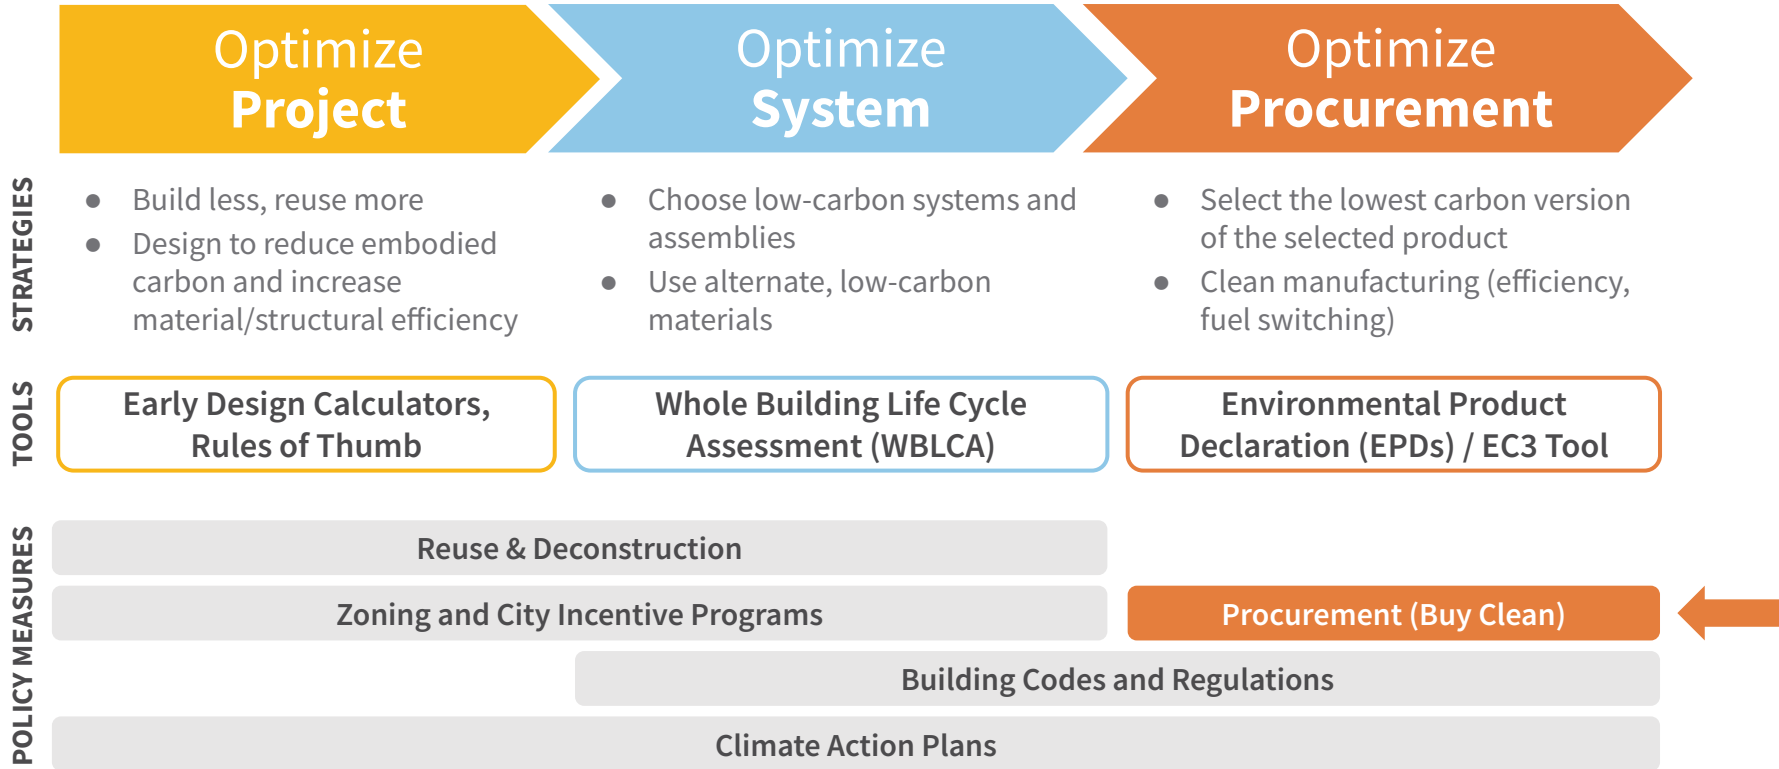 Optimize
Project
Optimize
System
Optimize
Procurement
STRATEGIES
● Build less, reuse more
● Design to reduce embodied
carbon and increase
material/structural efficiency
● Choose low-carbon systems and
assemblies
● Use alternate, low-carbon
materials
● Select the lowest carbon version
of the selected product
● Clean manufacturing (efficiency,
fuel switching)
TOOLS
Early Design Calculators,
Rules of Thumb
Whole Building Life Cycle
Assessment (WBLCA)
Environmental Product
Declaration (EPDs) / EC3 Tool
POLICY MEASURES
Reuse & Deconstruction
Zoning and City Incentive Programs
Procurement (Buy Clean)
Building Codes and Regulations
Climate Action Plans